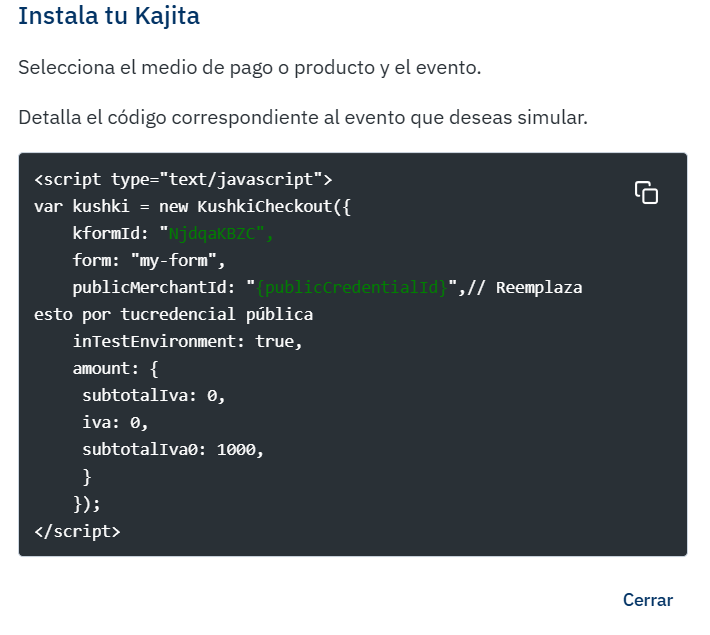 Instala tu Kajita
Selecciona el medio de pago o producto y el evento.
Detalla el código correspondiente al evento que deseas simular.
<script type="text/javascript">
var kushki = new KushkiCheckout({
    kformId: "NjdqaKBZC",
    form: "my-form",
    publicMerchantId: "{publicCredentialId}",// Reemplaza
esto por tucredencial pública
    inTestEnvironment: true,
    amount: {
     subtotalIva: 0,
     iva: 0,
     subtotalIva0: 1000,
     }
    });
</script>
Cerrar